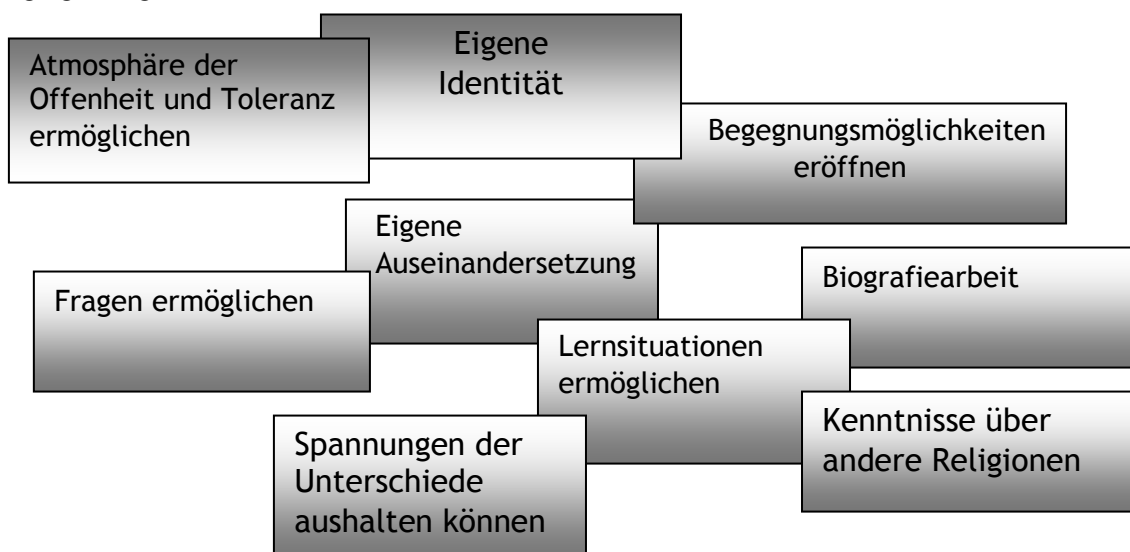 Atmosphäre der
Offenheit und Toleranz
ermöglichen
Eigene
Identität
Begegnungsmöglichkeiten
eröffnen
Eigene
Auseinandersetzung
Biografiearbeit
Fragen ermöglichen
Lernsituationen
ermöglichen
Kenntnisse über
andere Religionen
Spannungen der
Unterschiede
aushalten können